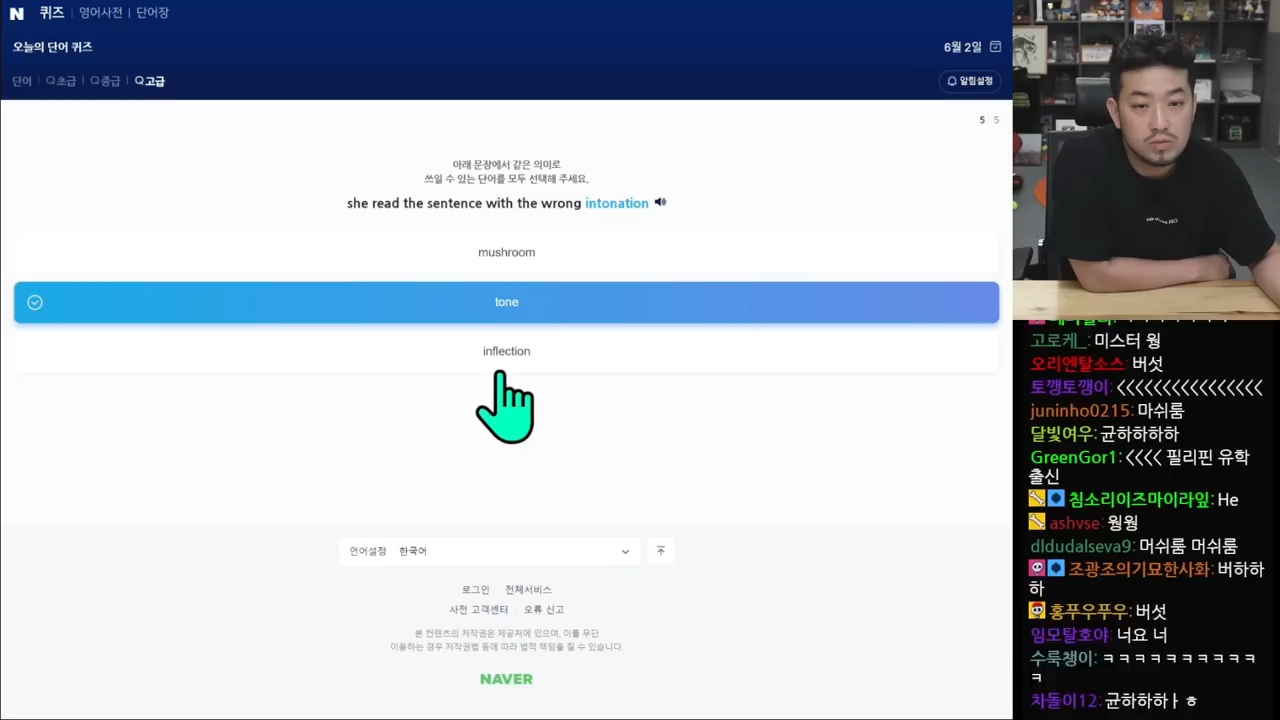 N 퀴즈 | 영어사전 | 단어장
오늘의 단어 퀴즈
6월 2일
단어 | Q초급 | Q중급 | Q고급
알림설정
5 5
아래 문장에서 같은 의미로
쓰일 수 있는 단어를 모두 선택해 주세요.
she read the sentence with the wrong intonation
mushroom
tone
inflection
언어설정 한국어
로그인 전체서비스
사전 고객센터 오류 신고
본 컨텐츠의 저작권은 제공처에 있으며, 이를 무단
이용하는 경우 저작권법 등에 따라 법적 책임을 질 수 있습니다.
NAVER
고로케_: 미스터 웡
오리엔탈소스: 버섯
토깽토깽이: <<<<<<<<<<<<<<<<
juninho0215: 마쉬룸
달빛여우: 균하하하하
GreenGor1: <<<< 필리핀 유학
출신
침소리이즈마이라잎: He
ashvse: 웡웡
dldudalseva9: 머쉬룸 머쉬룸
조광조의기묘한사화: 버하하
하
홍푸우푸우: 버섯
임모탈호야: 너요 너
수룩챙이: ㅋㅋㅋㅋㅋㅋㅋㅋㅋㅋ
ㅋ
차돌이12: 균하하하ㅏㅎ